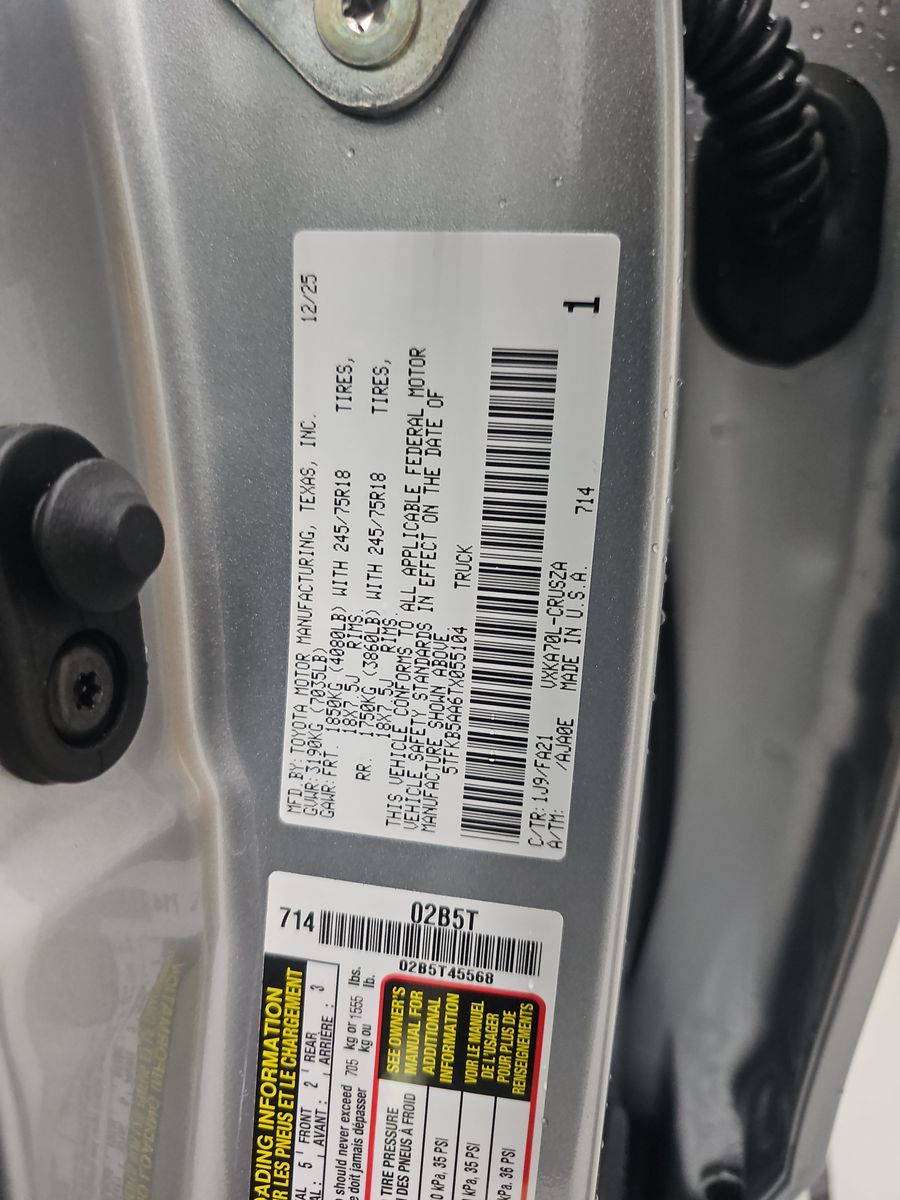 12/25
MFD BY: TOYOTA MOTOR MANUFACTURING, TEXAS, INC.
GVWR: 3190KG (7035LB)
GAWR: FRT. 1850KG (4080LB) WITH 245/75R18 TIRES,
18X7.5J RIMS
RR. 1750KG (3860LB) WITH 245/75R18 TIRES,
18X7.5J RIMS
THIS VEHICLE CONFORMS TO ALL APPLICABLE FEDERAL MOTOR
VEHICLE SAFETY STANDARDS IN EFFECT ON THE DATE OF
MANUFACTURE SHOWN ABOVE
5TFKB5AA6TX055104 TRUCK
C/TR: 1J9/FA21 VXKA70L-CRUSZA 714
A/TM: /AJA0E MADE IN U.S.A. 1
714 02B5T
02B5T45568
ADING INFORMATION
R LES PNEUS ET LE CHARGEMENT
AL: 5 FRONT : 2 REAR : 3
AL : AVANT : ARRIÈRE :
should never exceed 705 kg or 1555 lbs.
e doit jamais dépasser kg ou lb.
TIRE PRESSURE
DES PNEUS À FROID
0 kPa, 35 PSI
kPa, 35 PSI
kPa, 36 PSI
SEE OWNER'S
MANUAL FOR
ADDITIONAL
INFORMATION
VOIR LE MANUEL
DE L'USAGER
POUR PLUS DE
RENSEIGNEMENTS